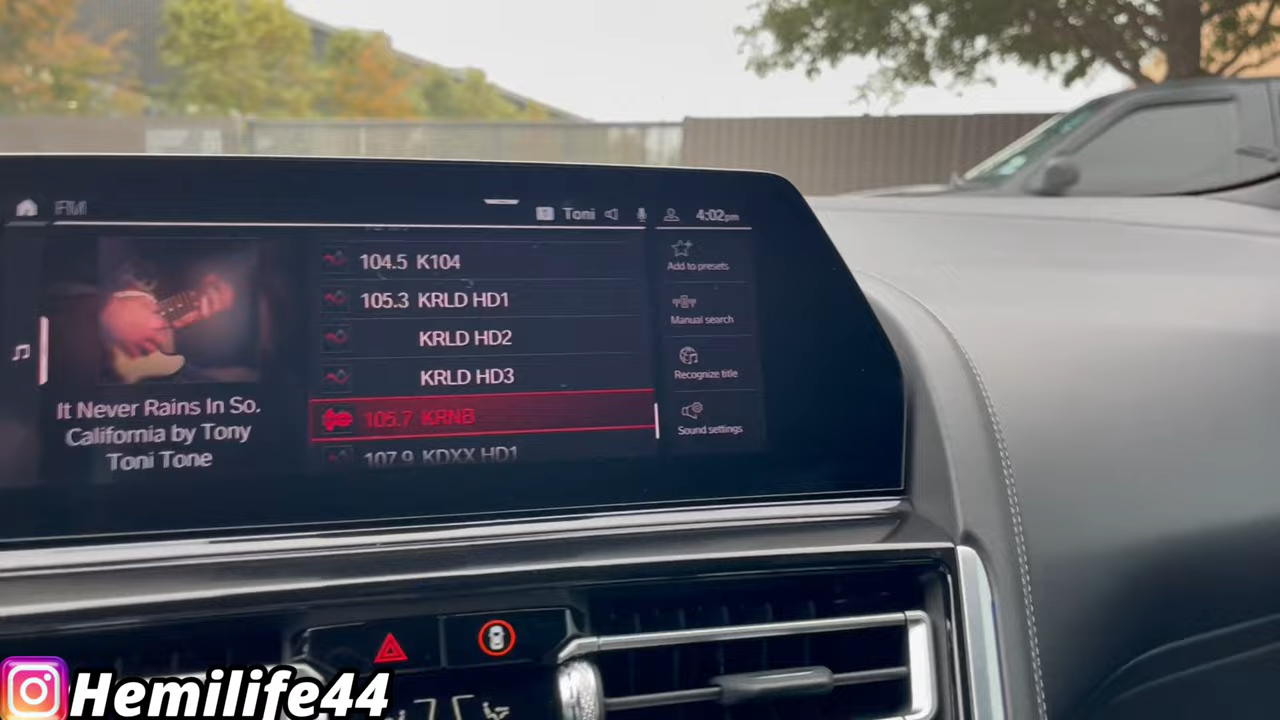 FM
Toni
4:02pm
104.5 K104
105.3 KRLD HD1
KRLD HD2
KRLD HD3
105.7 KRNB
107.9 KDXX HD1
It Never Rains In So.
California by Tony
Toni Tone
Add to presets
Manual search
Recognize title
Sound settings
Hemilife44